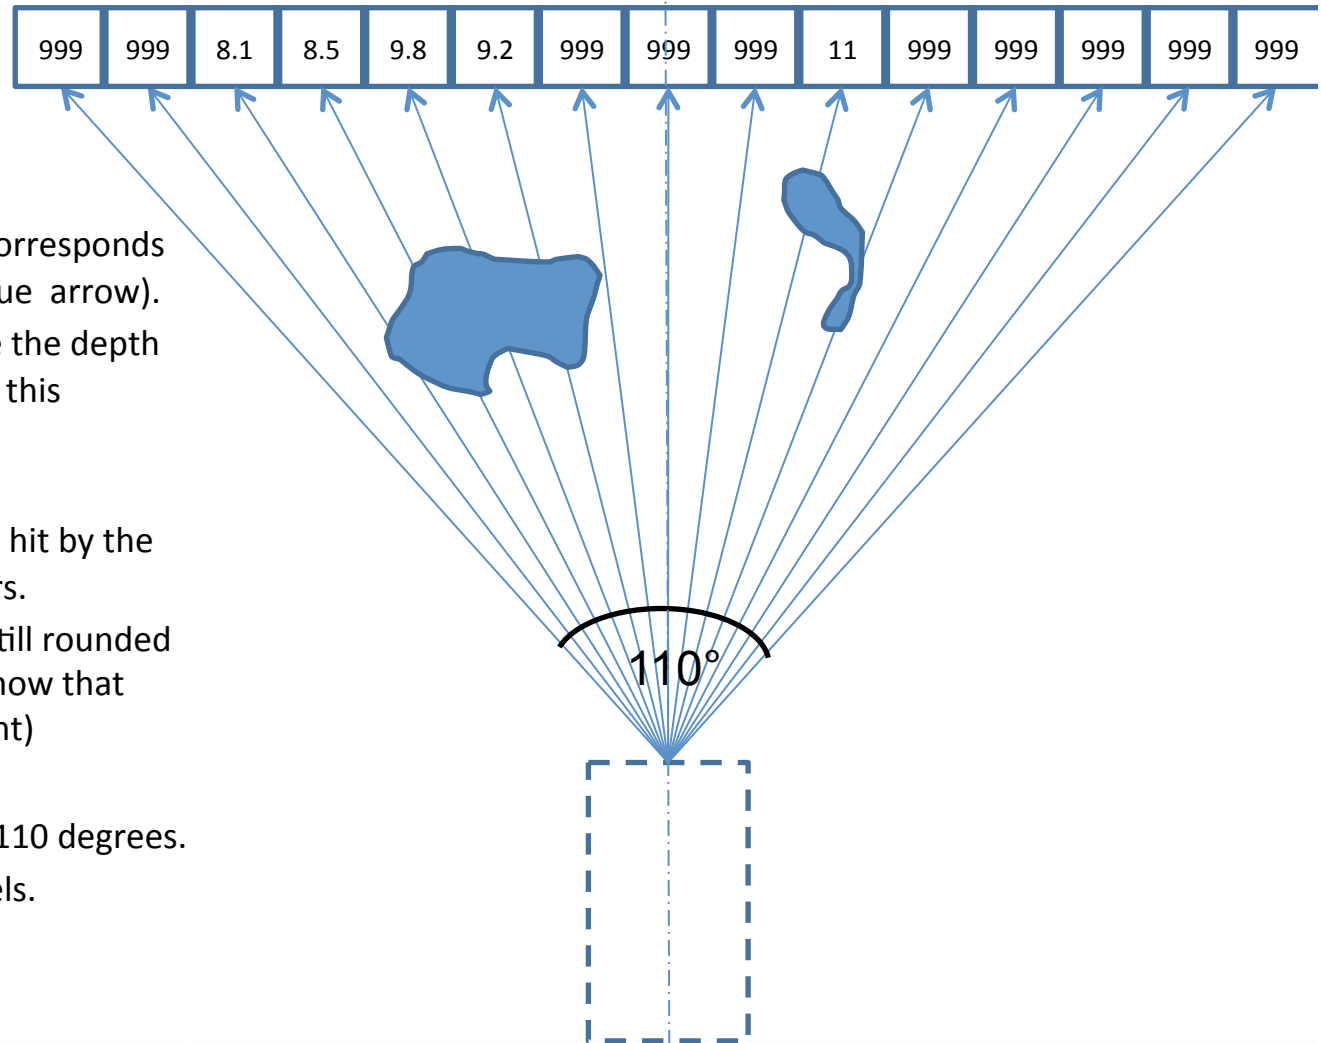 999 999 8.1 8.5 9.8 9.2 999 999 999 11 999 999 999 999 999
orresponds
ue arrow).
e the depth
this
hit by the
rs.
till rounded
now that
nt)
110°
110 degrees.
els.